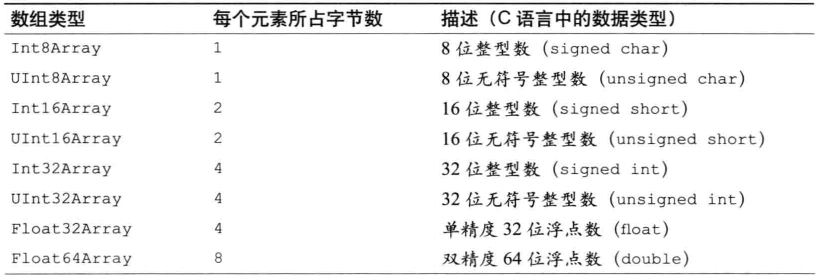 数组类型 每个元素所占字节数 描述（C 语言中的数据类型）
Int8Array 1 8 位整型数（signed char）
UInt8Array 1 8 位无符号整型数（unsigned char）
Int16Array 2 16 位整型数（signed short）
UInt16Array 2 16 位无符号整型数（unsigned short）
Int32Array 4 32 位整型数（signed int）
UInt32Array 4 32 位无符号整型数（unsigned int）
Float32Array 4 单精度 32 位浮点数（float）
Float64Array 8 双精度 64 位浮点数（double）